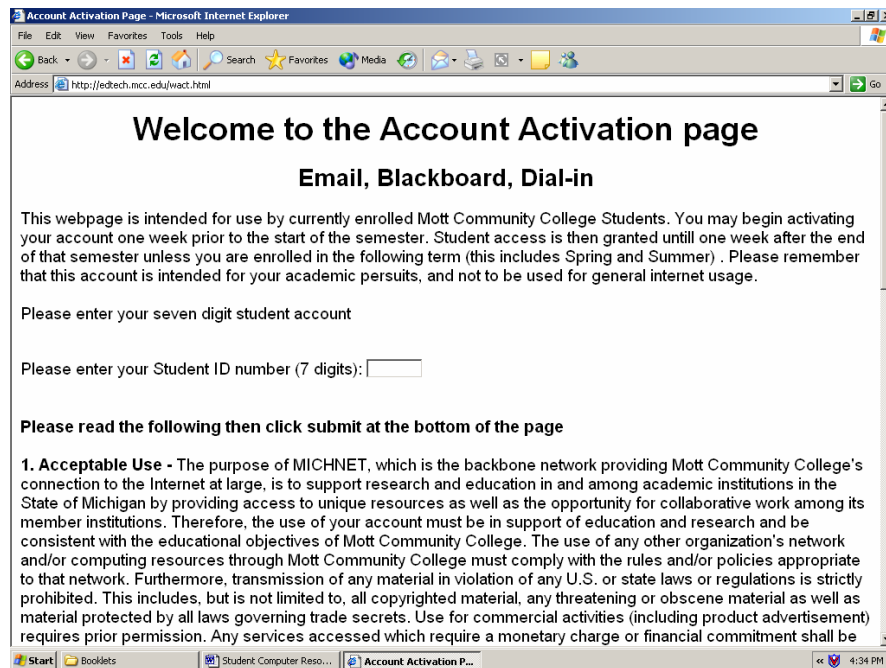 Account Activation Page - Microsoft Internet Explorer
File Edit View Favorites Tools Help
Back Search Favorites Media
Address http://edtech.mcc.edu/wact.html Go
Welcome to the Account Activation page
Email, Blackboard, Dial-in
This webpage is intended for use by currently enrolled Mott Community College Students. You may begin activating
your account one week prior to the start of the semester. Student access is then granted untill one week after the end
of that semester unless you are enrolled in the following term (this includes Spring and Summer) . Please remember
that this account is intended for your academic persuits, and not to be used for general internet usage.
Please enter your seven digit student account
Please enter your Student ID number (7 digits):
Please read the following then click submit at the bottom of the page
1. Acceptable Use - The purpose of MICHNET, which is the backbone network providing Mott Community College's
connection to the Internet at large, is to support research and education in and among academic institutions in the
State of Michigan by providing access to unique resources as well as the opportunity for collaborative work among its
member institutions. Therefore, the use of your account must be in support of education and research and be
consistent with the educational objectives of Mott Community College. The use of any other organization's network
and/or computing resources through Mott Community College must comply with the rules and/or policies appropriate
to that network. Furthermore, transmission of any material in violation of any U.S. or state laws or regulations is strictly
prohibited. This includes, but is not limited to, all copyrighted material, any threatening or obscene material as well as
material protected by all laws governing trade secrets. Use for commercial activities (including product advertisement)
requires prior permission. Any services accessed which require a monetary charge or financial commitment shall be
Start Booklets Student Computer Reso... Account Activation P... 4:34 PM